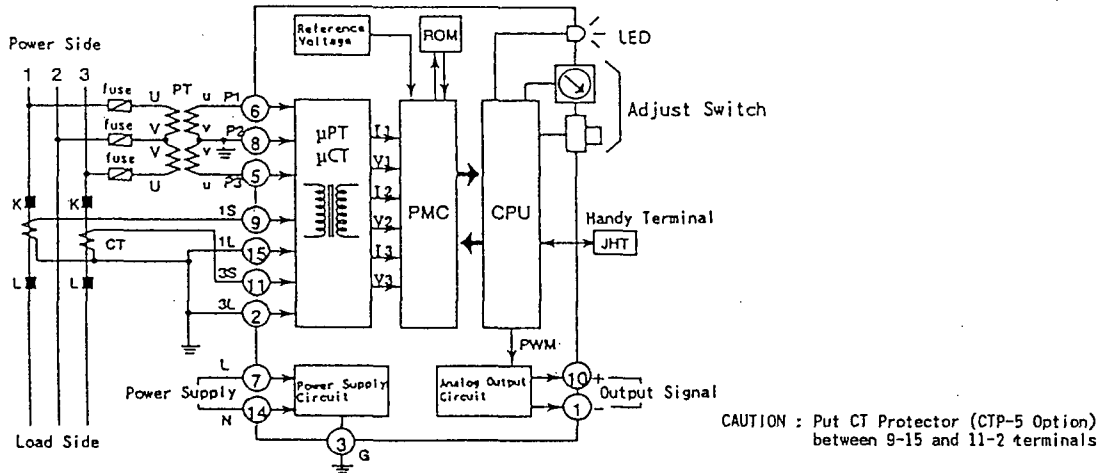 Power Side
1 2 3
fuse
fuse
fuse
U PT u P1
V v P2
V v
U u P3
K K
CT
L L
1S
1L
3S
3L
6
8
5
9
15
11
2
Reference
Voltage
ROM
LED
Adjust Switch
μPT
μCT
I1
V1
I2
V2
I3
V3
PMC
CPU
Handy Terminal
JHT
PWM
Power Supply
L
N
7
14
Power Supply
Circuit
3
G
Analog Output
Circuit
10 +
1 -
Output Signal
Load Side
CAUTION : Put CT Protector (CTP-5 Option)
between 9-15 and 11-2 terminals